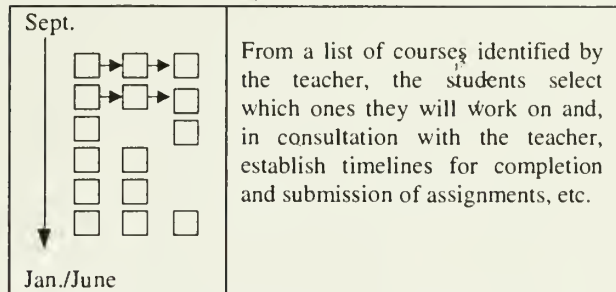 Sept.
From a list of courses identified by
the teacher, the students select
which ones they will work on and,
in consultation with the teacher,
establish timelines for completion
and submission of assignments, etc.
Jan./June